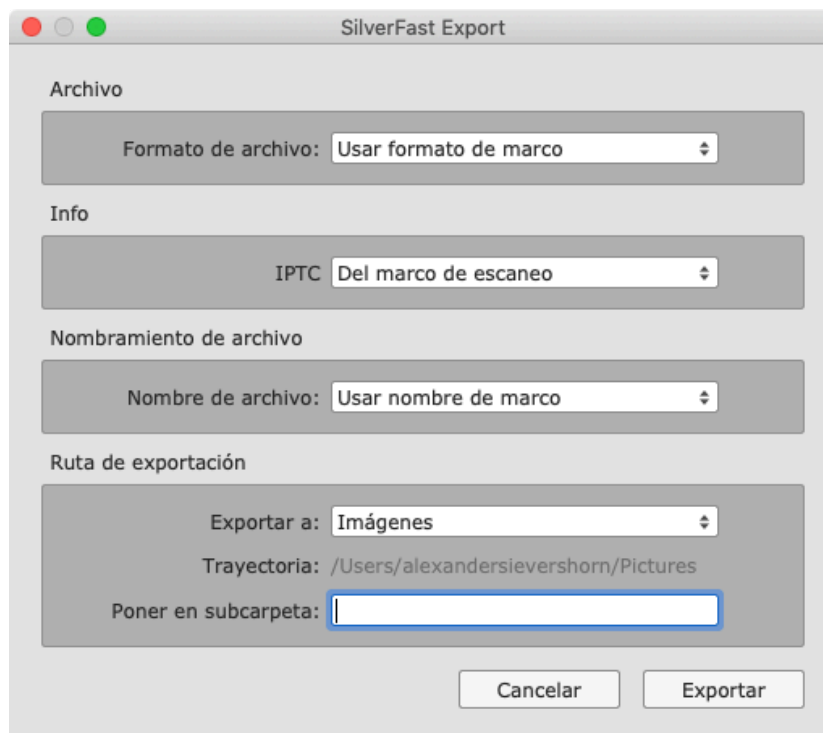 SilverFast Export
Archivo
Formato de archivo: Usar formato de marco
Info
IPTC Del marco de escaneo
Nombramiento de archivo
Nombre de archivo: Usar nombre de marco
Ruta de exportación
Exportar a: Imágenes
Trayectoria: /Users/alexandersievershorn/Pictures
Poner en subcarpeta:
Cancelar Exportar